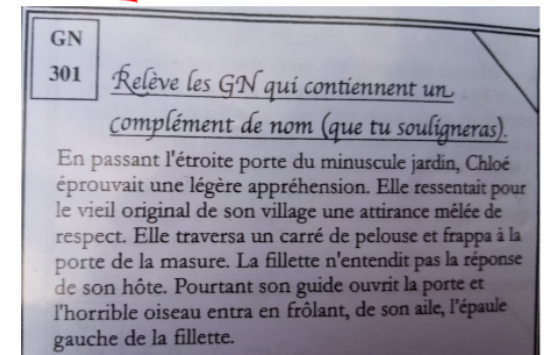 GN
301
Relève les GN qui contiennent un
complément de nom (que tu souligneras).
En passant l'étroite porte du minuscule jardin, Chloé
éprouvait une légère appréhension. Elle ressentait pour
le vieil original de son village une attirance mêlée de
respect. Elle traversa un carré de pelouse et frappa à la
porte de la masure. La fillette n'entendit pas la réponse
de son hôte. Pourtant son guide ouvrit la porte et
l'horrible oiseau entra en frôlant, de son aile, l'épaule
gauche de la fillette.